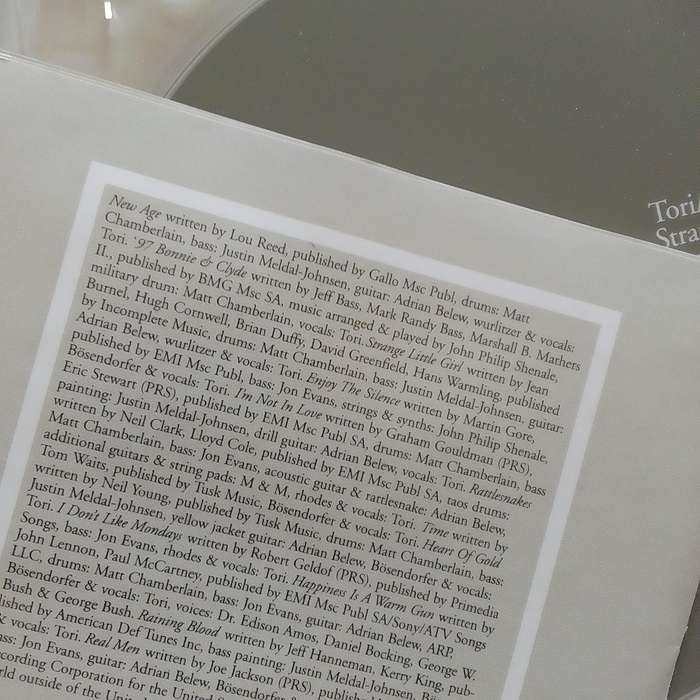 Tori
Stra
New Age written by Lou Reed, published by Gallo Msc Publ, drums: Matt
Chamberlain, bass: Justin Meldal-Johnsen, guitar: Adrian Belew, wurlitzer & vocals:
Tori. '97 Bonnie & Clyde written by Jeff Bass, Mark Randy Bass, Marshall B. Mathers
II., published by BMG Msc SA, music arranged & played by John Philip Shenale,
military drum: Matt Chamberlain, vocals: Tori. Strange Little Girl written by Jean
Burnel, Hugh Cornwell, Brian Duffy, David Greenfield, Hans Warmling, published
by Incomplete Music, drums: Matt Chamberlain, bass: Justin Meldal-Johnsen, guitar:
Adrian Belew, wurlitzer & vocals: Tori. Enjoy The Silence written by Martin Gore,
published by EMI Msc Publ, bass: Jon Evans, strings & synths: John Philip Shenale,
Bösendorfer & vocals: Tori. I'm Not In Love written by Graham Gouldman (PRS),
Eric Stewart (PRS), published by EMI Msc Publ SA, drums: Matt Chamberlain, bass
painting: Justin Meldal-Johnsen, drill guitar: Adrian Belew, vocals: Tori. Rattlesnakes
written by Neil Clark, Lloyd Cole, published by EMI Msc Publ SA, taos drums:
Matt Chamberlain, bass: Jon Evans, acoustic guitar & rattlesnake: Adrian Belew,
additional guitars & string pads: M & M, rhodes & vocals: Tori. Time written by
Tom Waits, published by Tusk Music, Bösendorfer & vocals: Tori. Heart Of Gold
written by Neil Young, published by Tusk Music, drums: Matt Chamberlain, bass:
Justin Meldal-Johnsen, yellow jacket guitar: Adrian Belew, Bösendorfer & vocals:
Tori. I Don't Like Mondays written by Robert Geldof (PRS), published by Primedia
Songs, bass: Jon Evans, rhodes & vocals: Tori. Happiness Is A Warm Gun written by
John Lennon, Paul McCartney, published by EMI Msc Publ SA/Sony/ATV Songs
LLC, drums: Matt Chamberlain, bass: Jon Evans, guitar: Adrian Belew, ARP,
Bösendorfer & vocals: Tori, voices: Dr. Edison Amos, Daniel Bocking, George W.
Bush & George Bush. Raining Blood written by Jeff Hanneman, Kerry King, pub-
lished by American Def Tunes Inc, bass painting: Justin Meldal-Johnsen,
& vocals: Tori. Real Men written by Joe Jackson (PRS),
ass: Jon Evans, guitar: Adrian Belew, Bösendorfer &
cording Corporation for the United
rld outside of the